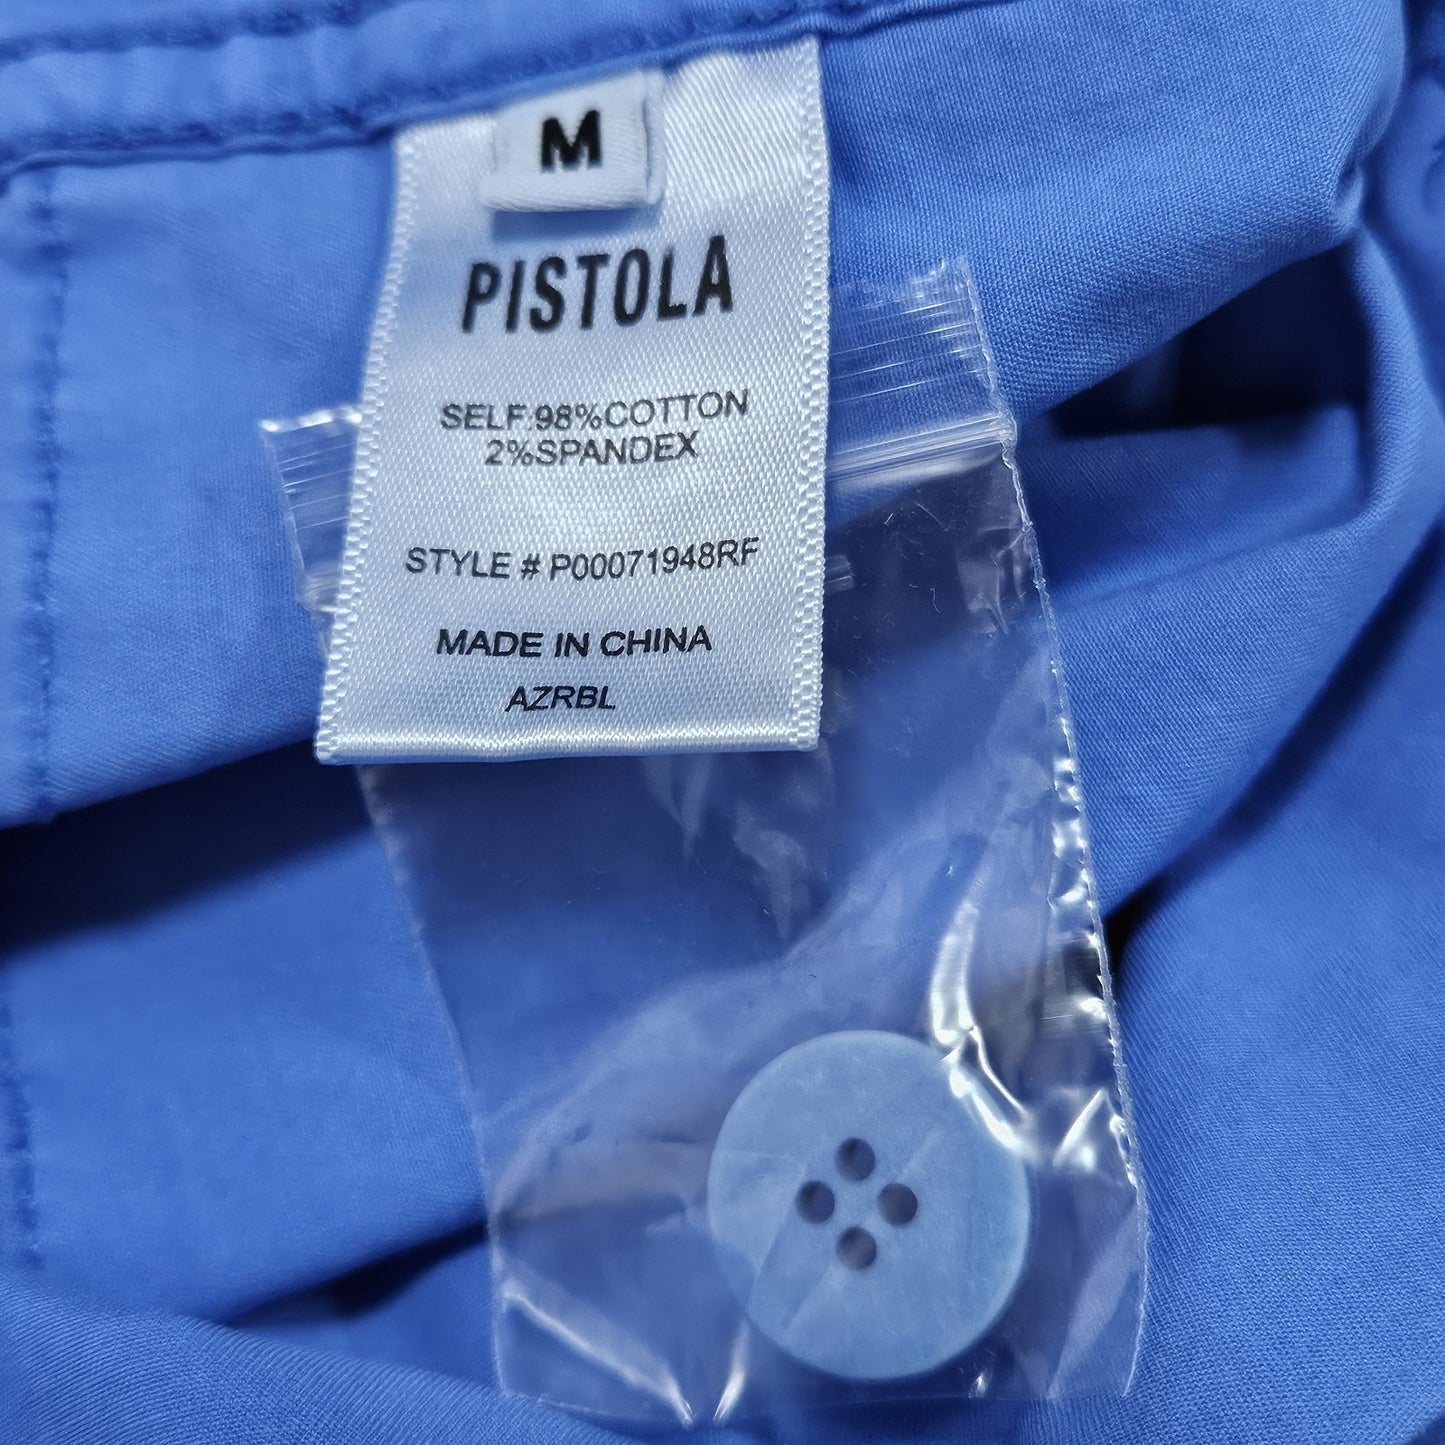 M
PISTOLA
SELF:98%COTTON
2%SPANDEX
STYLE # P00071948RF
MADE IN CHINA
AZRBL